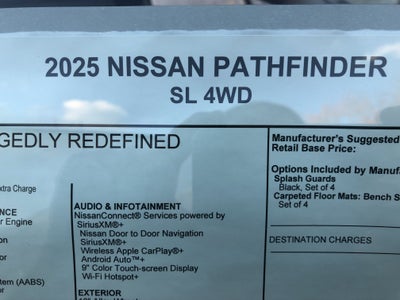 2025 NISSAN PATHFINDER
SL 4WD
GEDLY REDEFINED
xtra Charge
NCE
er Engine
on
n
stem (AABS)
AUDIO & INFOTAINMENT
NissanConnect® Services powered by
SiriusXM®+
Nissan Door to Door Navigation
SiriusXM®+
Wireless Apple CarPlay®+
Android Auto™+
9" Color Touch-screen Display
Wi-Fi Hotspot+
EXTERIOR
Manufacturer's Suggested
Retail Base Price:
Options Included by Manufa
Splash Guards
Black, Set of 4
Carpeted Floor Mats: Bench S
Set of 4
DESTINATION CHARGES